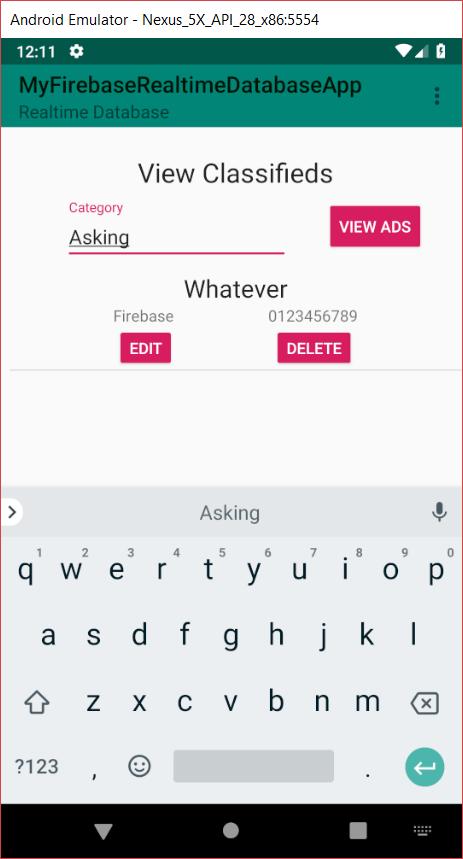 Android Emulator - Nexus_5X_API_28_x86:5554
12:11
MyFirebaseRealtimeDatabaseApp
Realtime Database
View Classifieds
Category
Asking
VIEW ADS
Whatever
Firebase 0123456789
EDIT DELETE
Asking
1 2 3 4 5 6 7 8 9 0
q w e r t y u i o p
a s d f g h j k l
z x c v b n m
?123 , .